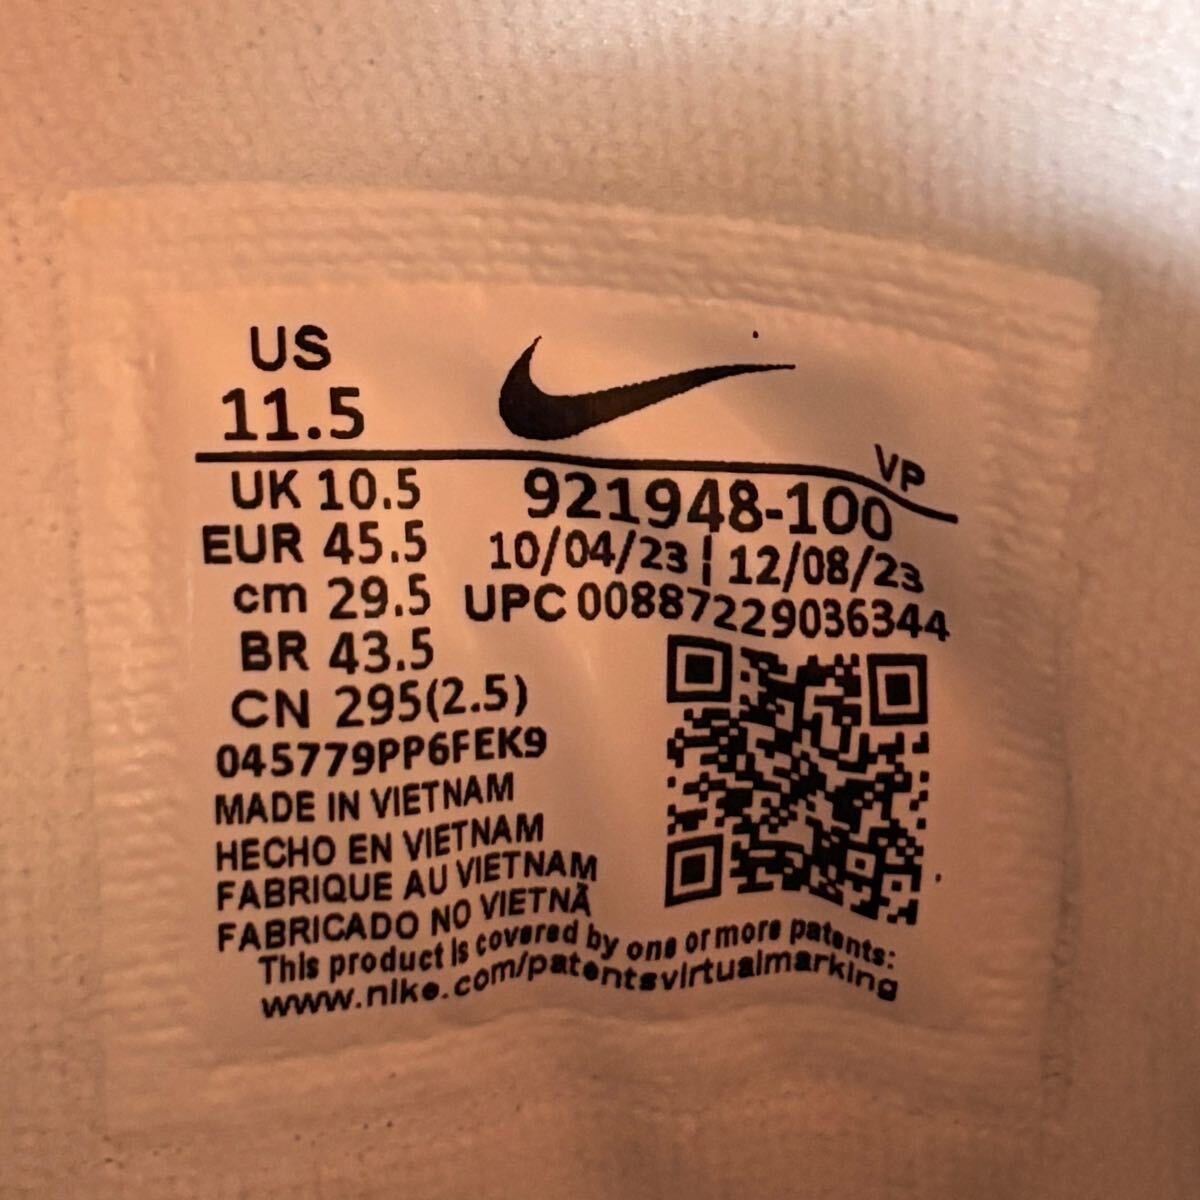 US
11.5
VP
UK 10.5
921948-100
EUR 45.5
10/04/23 | 12/08/23
cm 29.5
UPC 00887229036344
BR 43.5
CN 295(2.5)
045779PP6FEK9
MADE IN VIETNAM
HECHO EN VIETNAM
FABRIQUE AU VIETNAM
FABRICADO NO VIETNÃ
This product is covered by one or more patents:
www.nike.com/patentsvirtualmarking